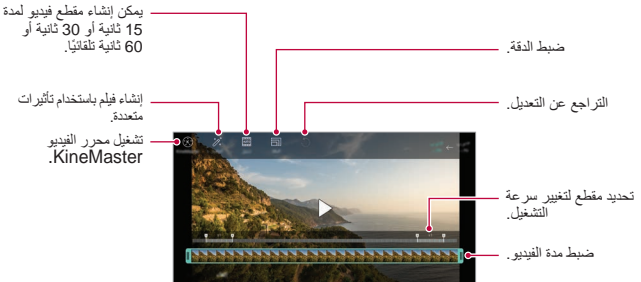 يمكن إنشاء مقطع فيديو لمدة
15 ثانية أو 30 ثانية أو
60 ثانية تلقائيًا.
إنشاء فيلم باستخدام تأثيرات
متعددة.
تشغيل محرر الفيديو
KineMaster.
ضبط الدقة.
التراجع عن التعديل.
تحديد مقطع لتغيير سرعة
التشغيل.
ضبط مدة الفيديو.